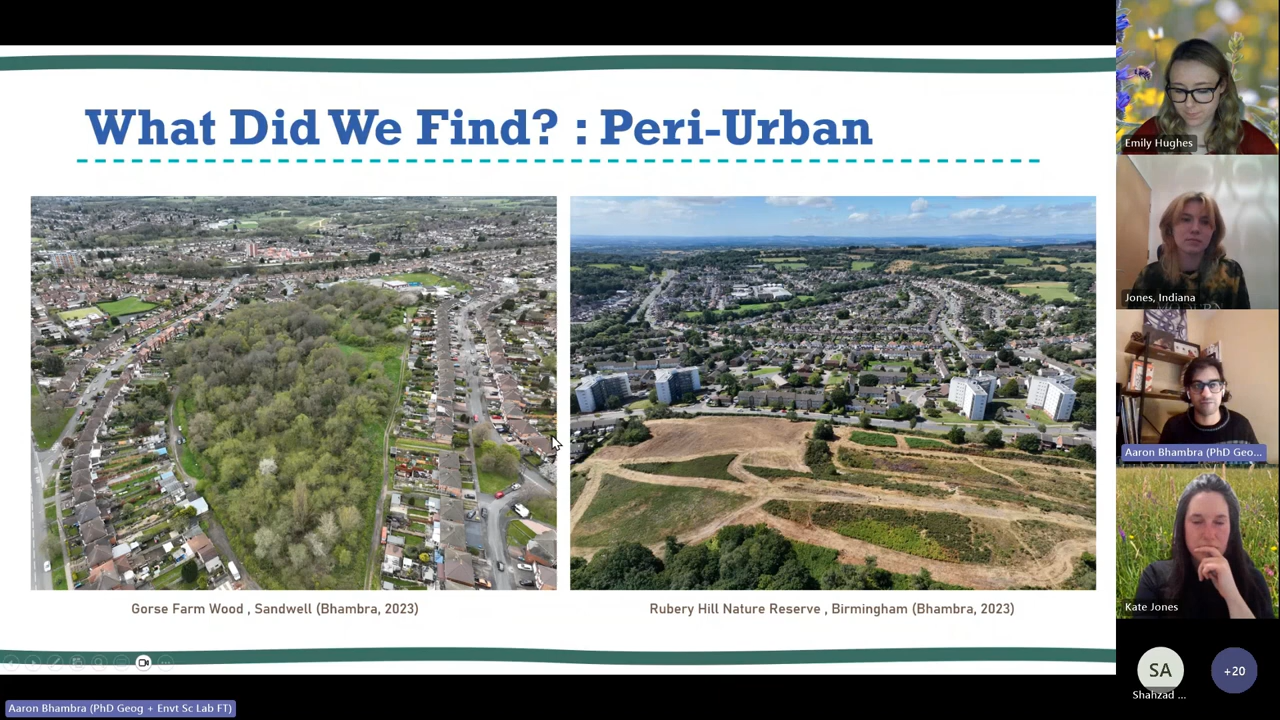 What Did We Find? : Peri-Urban
Gorse Farm Wood , Sandwell (Bhambra, 2023)
Rubery Hill Nature Reserve , Birmingham (Bhambra, 2023)
Aaron Bhambra (PhD Geog + Envt Sc Lab FT)
Emily Hughes
Jones, Indiana
Aaron Bhambra (PhD Geo...
Kate Jones
SA
Shahzad ...
+20